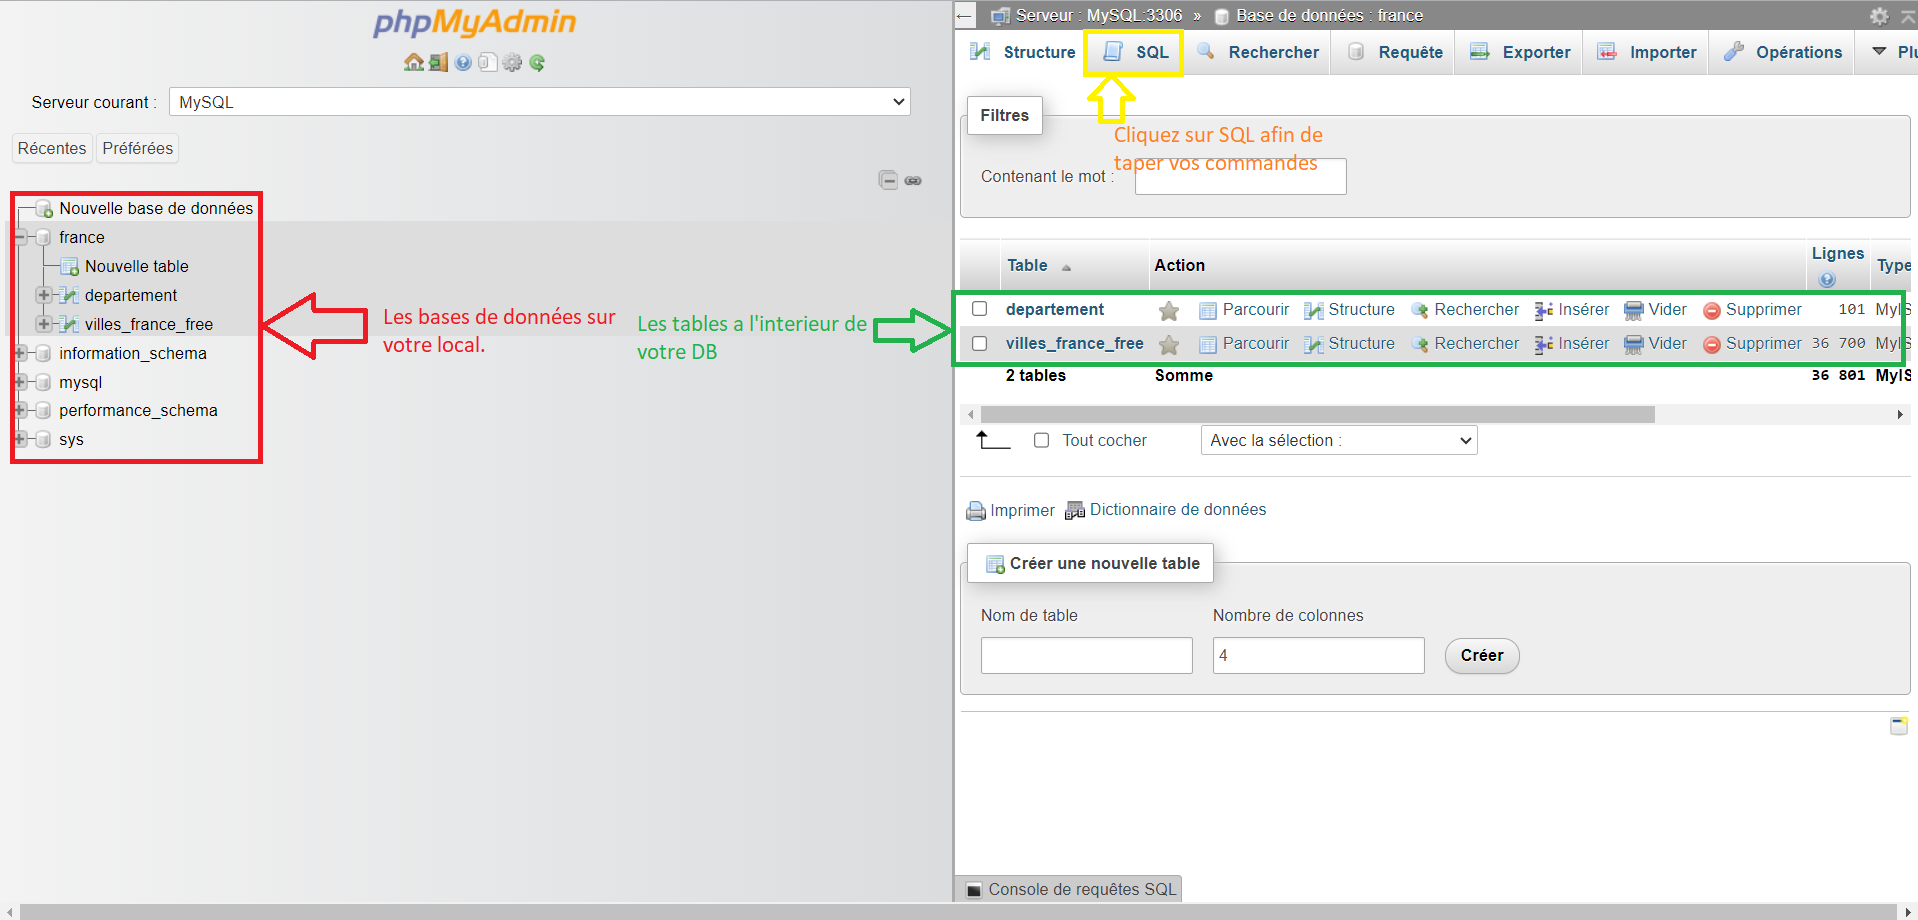 phpMyAdmin
Serveur courant :
MySQL
Récentes
Préférées
Nouvelle base de données
france
Nouvelle table
departement
villes_france_free
information_schema
mysql
performance_schema
sys
Les bases de données sur
votre local.
Les tables a l'interieur de
votre DB
Serveur : MySQL:3306 » Base de données : france
Structure
SQL
Rechercher
Requête
Exporter
Importer
Opérations
Plu
Cliquez sur SQL afin de
taper vos commandes
Filtres
Contenant le mot :
Table Action Lignes Type
departement Parcourir Structure Rechercher Insérer Vider Supprimer 101 MyIS
villes_france_free Parcourir Structure Rechercher Insérer Vider Supprimer 36 700 MyIS
2 tables Somme 36 801 MyIS
Tout cocher
Avec la sélection :
Imprimer
Dictionnaire de données
Créer une nouvelle table
Nom de table
Nombre de colonnes
4
Créer
Console de requêtes SQL